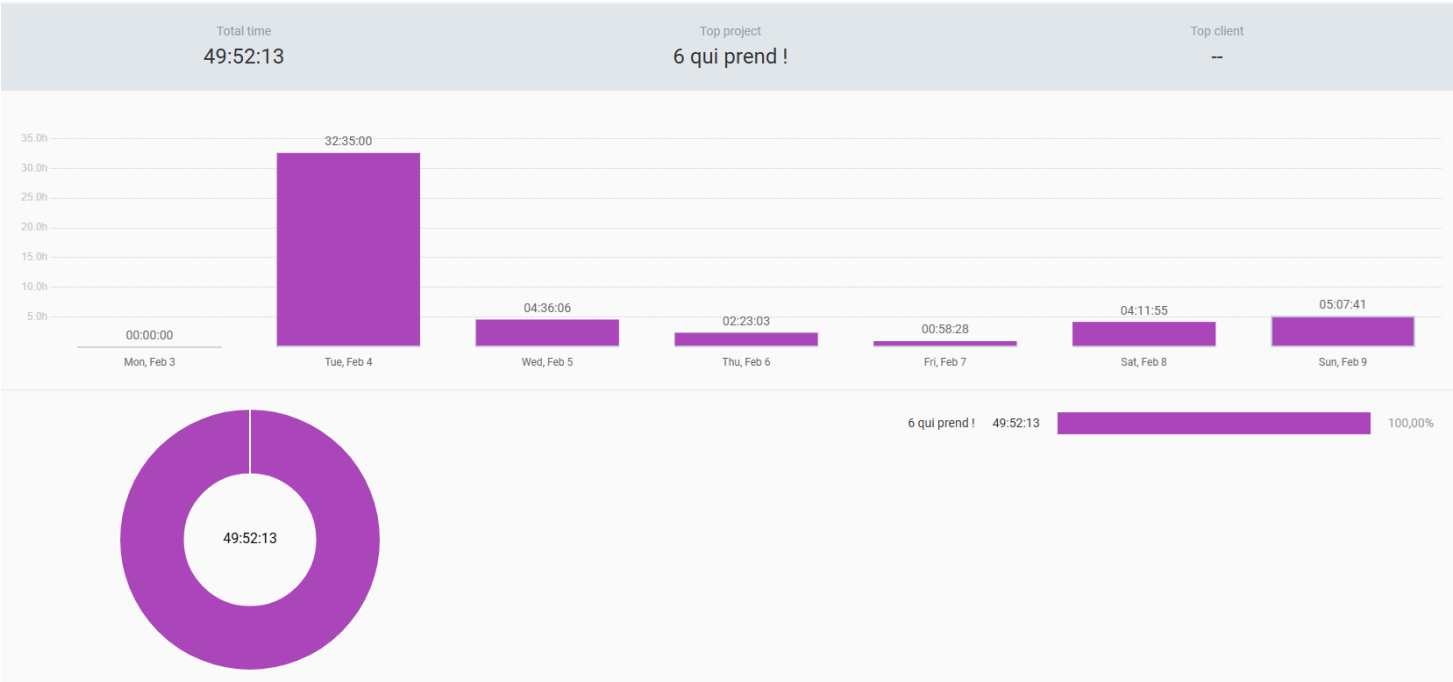 Total time
49:52:13
Top project
6 qui prend !
Top client
--
35.0h
30.0h
25.0h
20.0h
15.0h
10.0h
5.0h
00:00:00
32:35:00
04:36:06
02:23:03
00:58:28
04:11:55
05:07:41
Mon, Feb 3
Tue, Feb 4
Wed, Feb 5
Thu, Feb 6
Fri, Feb 7
Sat, Feb 8
Sun, Feb 9
6 qui prend ! 49:52:13 100,00%
49:52:13